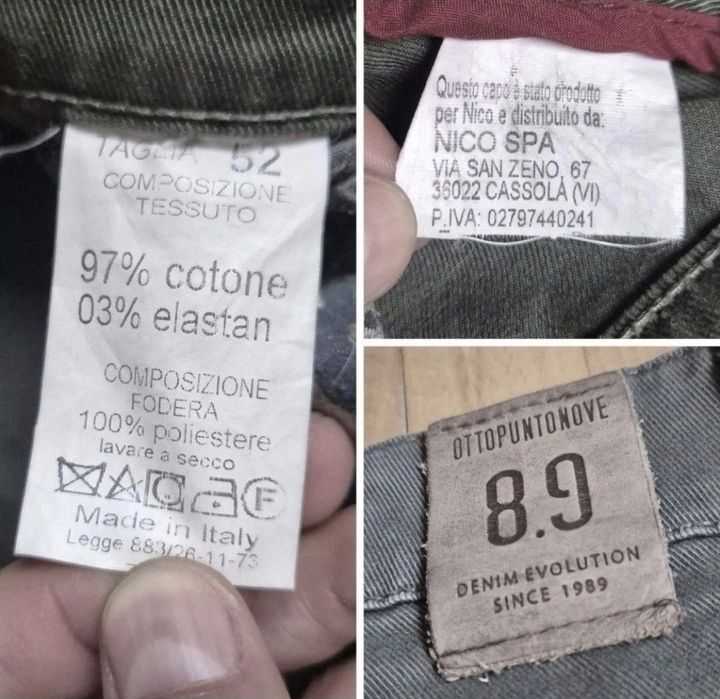 TAGLIA 52
COMPOSIZIONE
TESSUTO
97% cotone
03% elastan
COMPOSIZIONE
FODERA
100% poliestere
lavare a secco
F
Made in Italy
Legge 883/26-11-73
Questo capo è stato prodotto
per Nico e distribuito da:
NICO SPA
VIA SAN ZENO, 67
36022 CASSOLA (VI)
P.IVA: 02797440241
OTTOPUNTONOVE
8.9
DENIM EVOLUTION
SINCE 1989